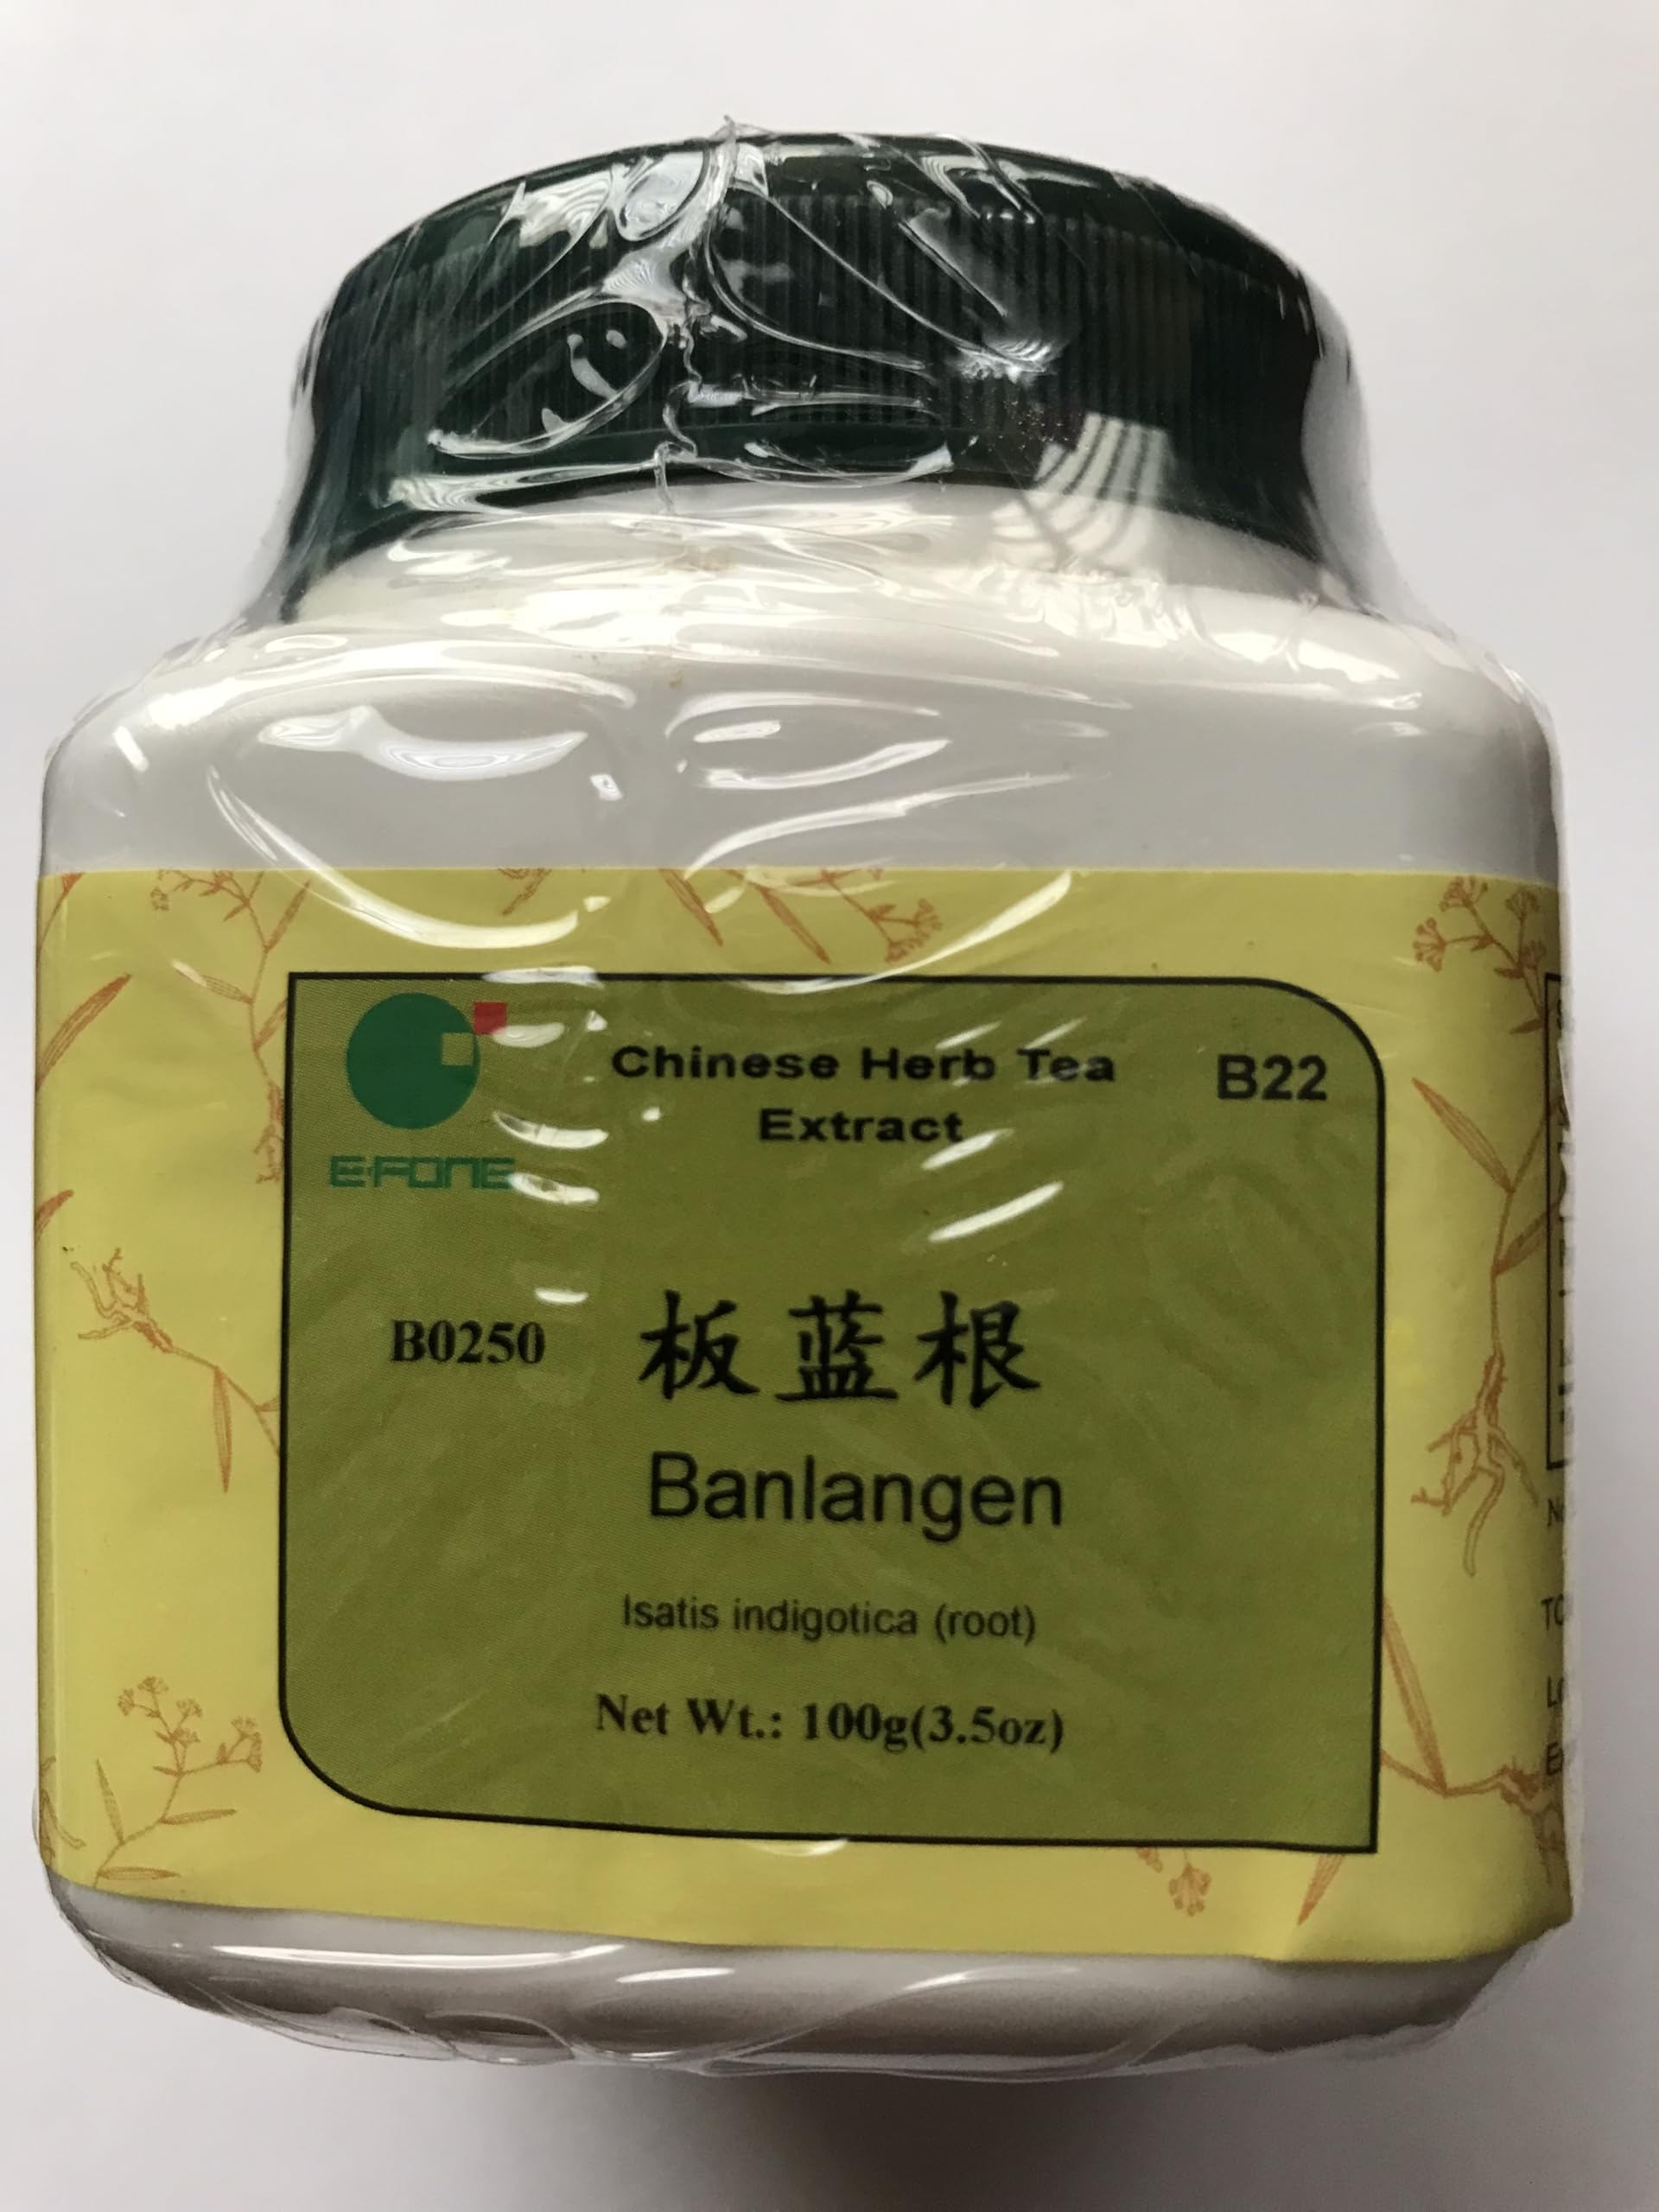 Chinese Herb Tea
Extract
B22
E·FONE
B0250
板蓝根
Banlangen
Isatis indigotica (root)
Net Wt.: 100g(3.5oz)